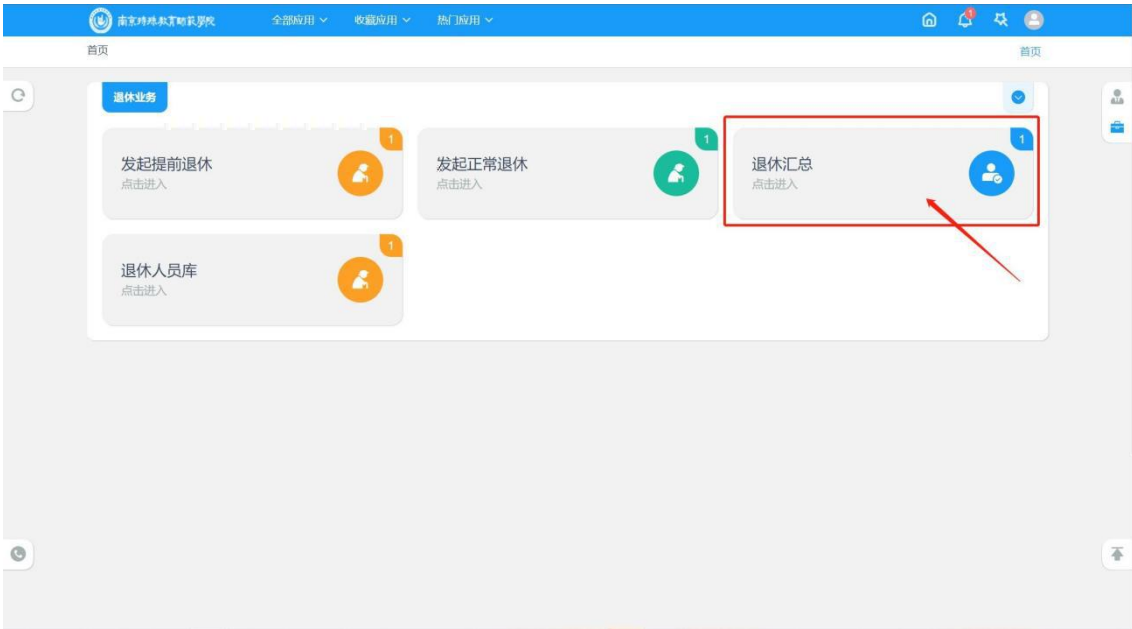 南京特殊教育师范学院 全部应用 收藏应用 热门应用 1
首页 首页
退休业务
1
发起提前退休
点击进入
1
发起正常退休
点击进入
1
退休汇总
点击进入
1
退休人员库
点击进入